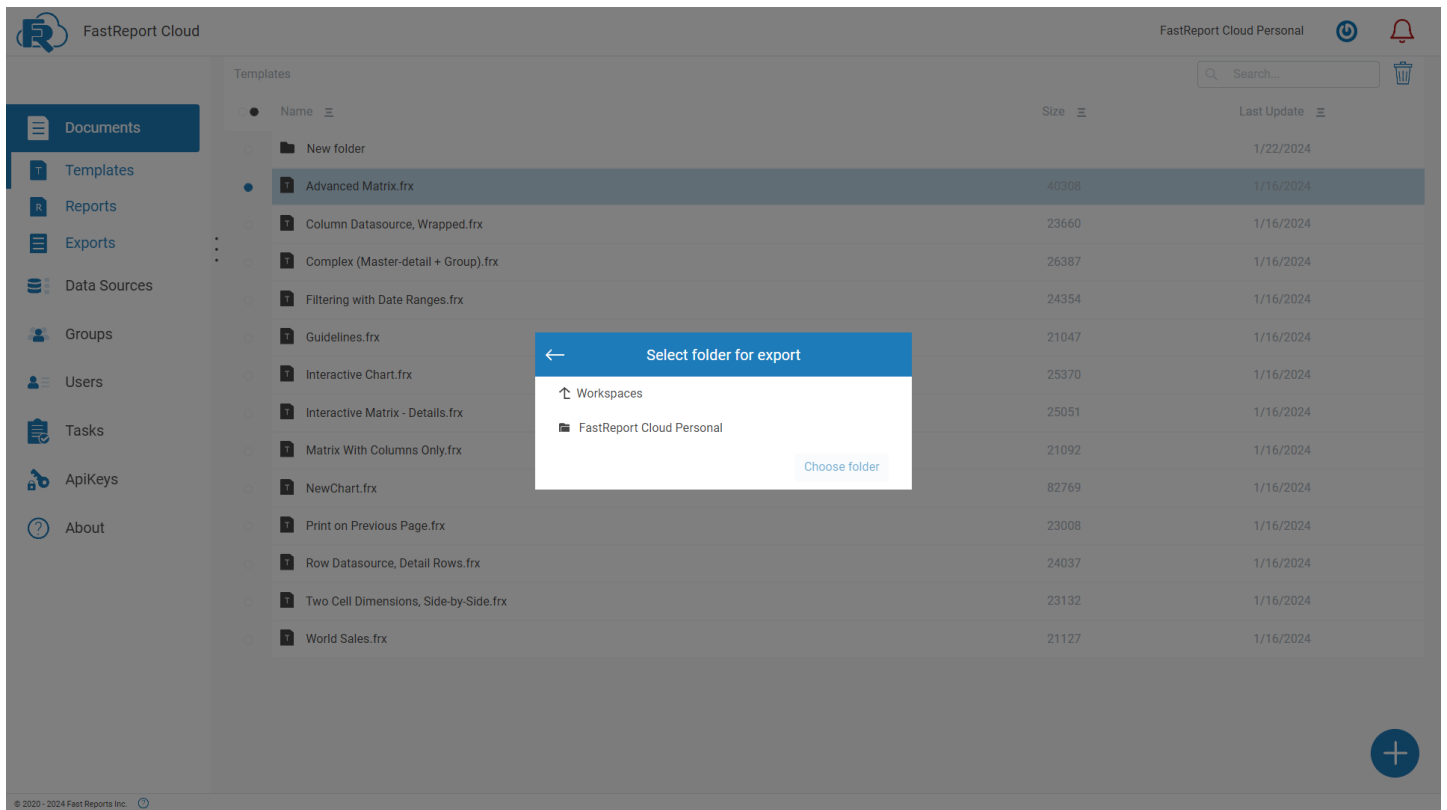 FastReport Cloud
FastReport Cloud Personal
Templates
Search...
Documents
Name Size Last Update
New folder 1/22/2024
Templates
Advanced Matrix.frx 40308 1/16/2024
Reports
Column Datasource, Wrapped.frx 23660 1/16/2024
Exports
Complex (Master-detail + Group).frx 26387 1/16/2024
Data Sources
Filtering with Date Ranges.frx 24354 1/16/2024
Groups
Guidelines.frx 21047 1/16/2024
Select folder for export
Users
Interactive Chart.frx 25370 1/16/2024
Workspaces
Interactive Matrix - Details.frx 25051 1/16/2024
FastReport Cloud Personal
Tasks
Matrix With Columns Only.frx 21092 1/16/2024
Choose folder
ApiKeys
NewChart.frx 82769 1/16/2024
About
Print on Previous Page.frx 23008 1/16/2024
Row Datasource, Detail Rows.frx 24037 1/16/2024
Two Cell Dimensions, Side-by-Side.frx 23132 1/16/2024
World Sales.frx 21127 1/16/2024
© 2020 - 2024 Fast Reports Inc.